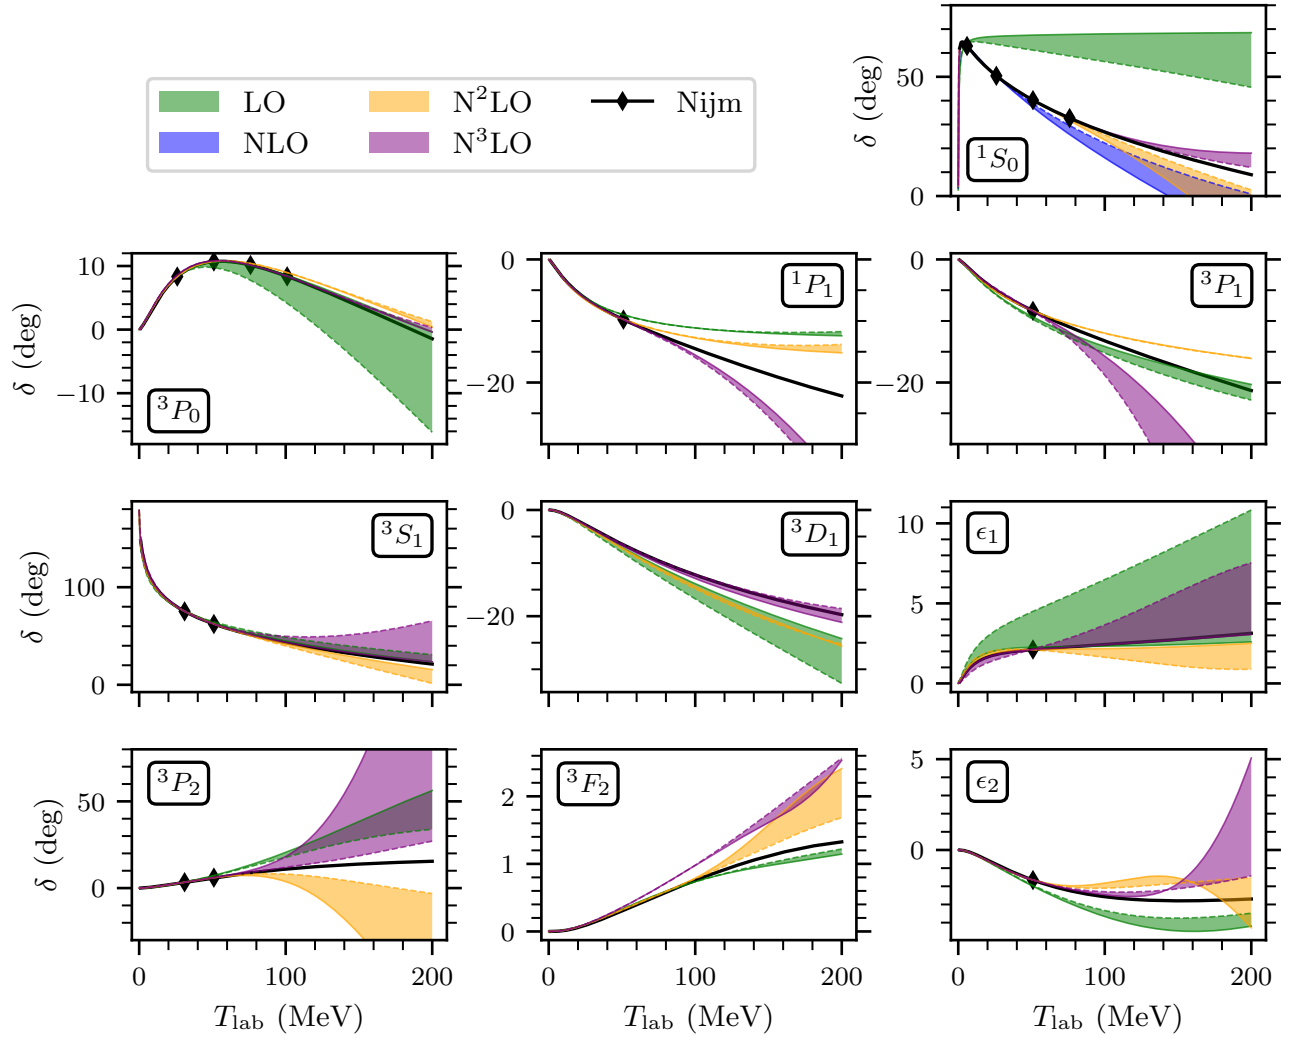 LO
NLO
N²LO
N³LO
Nijm
δ (deg)
50
0
¹S₀
0
100
200
δ (deg)
10
0
−10
³P₀
0
−20
¹P₁
0
−20
³P₁
δ (deg)
100
0
³S₁
0
−20
³D₁
10
5
0
ϵ₁
δ (deg)
50
0
³P₂
0
100
200
T_lab (MeV)
2
1
0
³F₂
0
100
200
T_lab (MeV)
5
0
ϵ₂
0
100
200
T_lab (MeV)